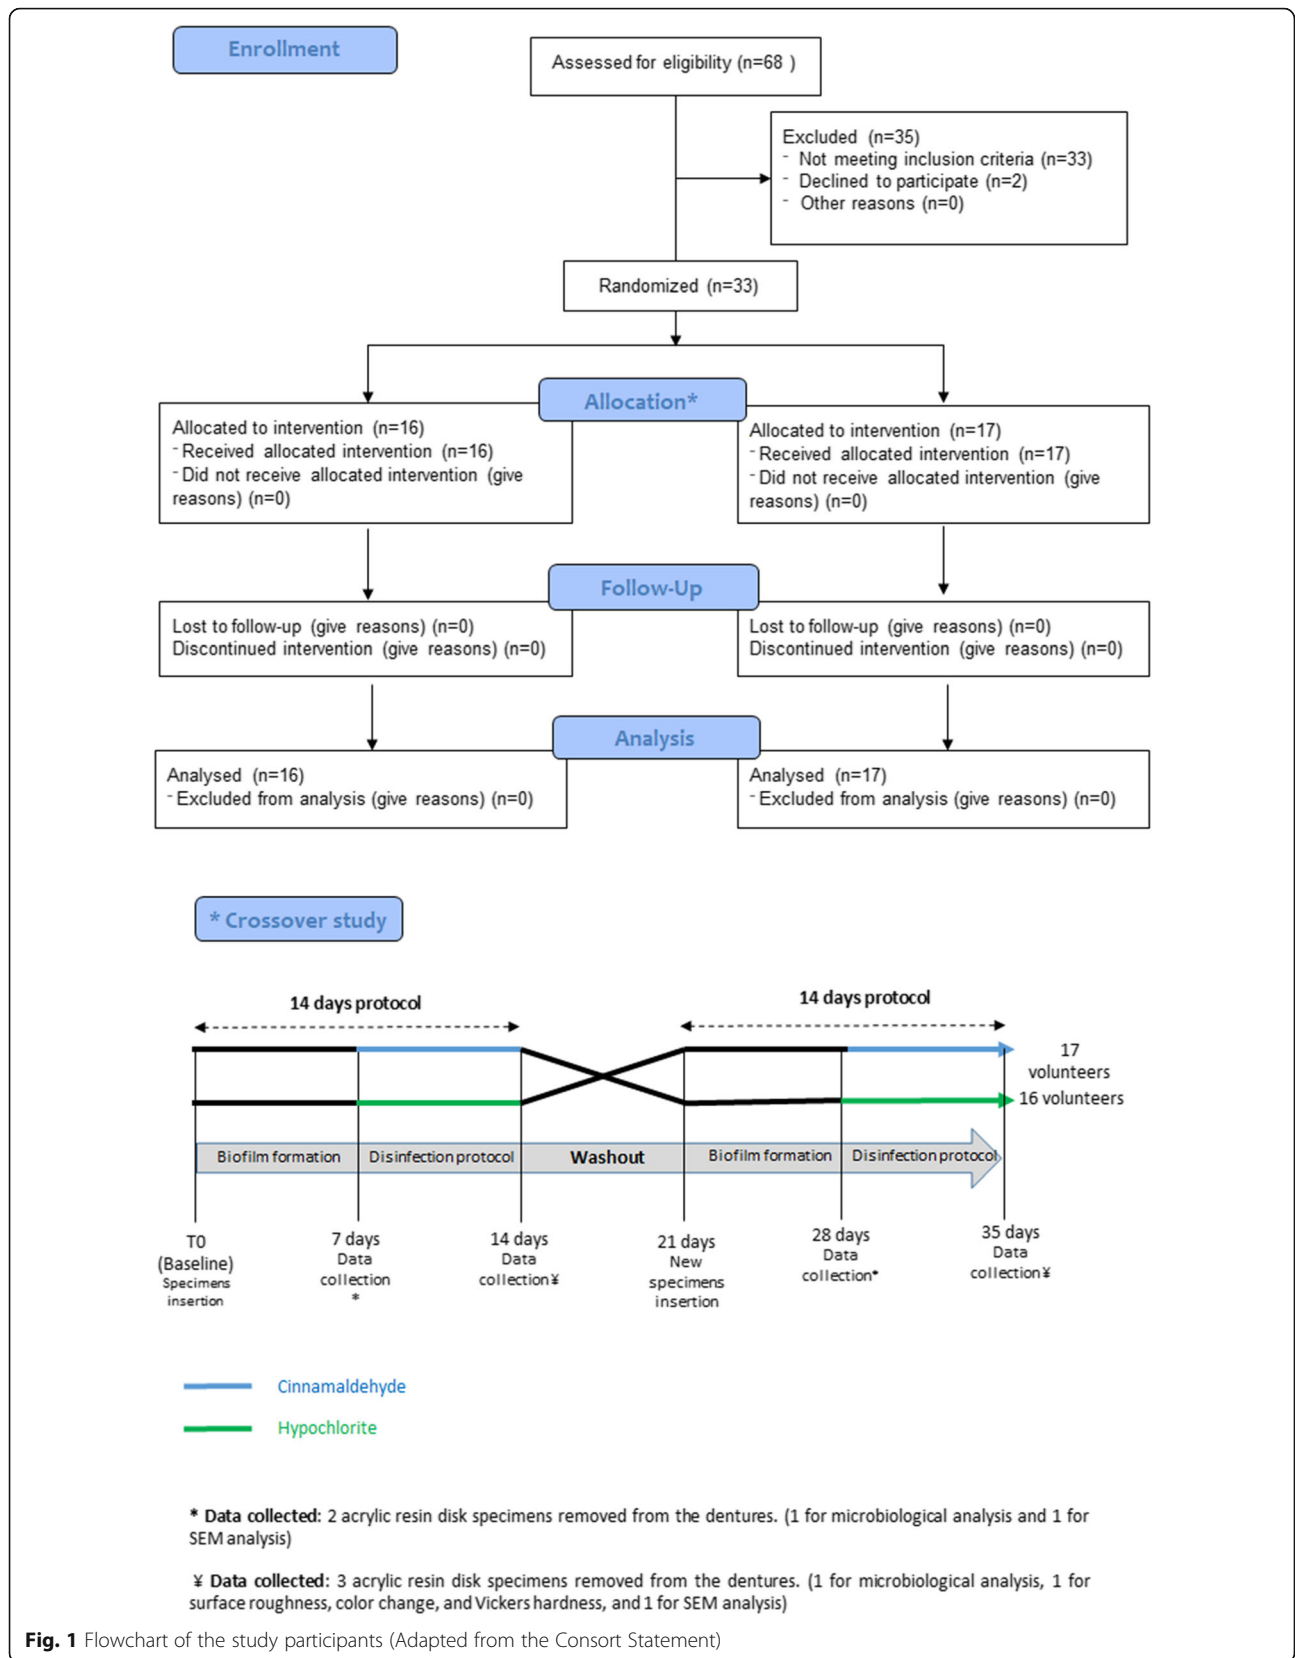 Enrollment
Assessed for eligibility (n=68 )
Excluded (n=35)
- Not meeting inclusion criteria (n=33)
- Declined to participate (n=2)
- Other reasons (n=0)
Randomized (n=33)
Allocation*
Allocated to intervention (n=16)
- Received allocated intervention (n=16)
- Did not receive allocated intervention (give
reasons) (n=0)
Allocated to intervention (n=17)
- Received allocated intervention (n=17)
- Did not receive allocated intervention (give
reasons) (n=0)
Follow-Up
Lost to follow-up (give reasons) (n=0)
Discontinued intervention (give reasons) (n=0)
Lost to follow-up (give reasons) (n=0)
Discontinued intervention (give reasons) (n=0)
Analysis
Analysed (n=16)
- Excluded from analysis (give reasons) (n=0)
Analysed (n=17)
- Excluded from analysis (give reasons) (n=0)
* Crossover study
14 days protocol
14 days protocol
17
volunteers
16 volunteers
Biofilm formation
Disinfection protocol
Washout
Biofilm formation
Disinfection protocol
T0
(Baseline)
Specimens
insertion
7 days
Data
collection
*
14 days
Data
collection¥
21 days
New
specimens
insertion
28 days
Data
collection*
35 days
Data
collection¥
Cinnamaldehyde
Hypochlorite
* Data collected: 2 acrylic resin disk specimens removed from the dentures. (1 for microbiological analysis and 1 for
SEM analysis)
¥ Data collected: 3 acrylic resin disk specimens removed from the dentures. (1 for microbiological analysis, 1 for
surface roughness, color change, and Vickers hardness, and 1 for SEM analysis)
Fig. 1 Flowchart of the study participants (Adapted from the Consort Statement)